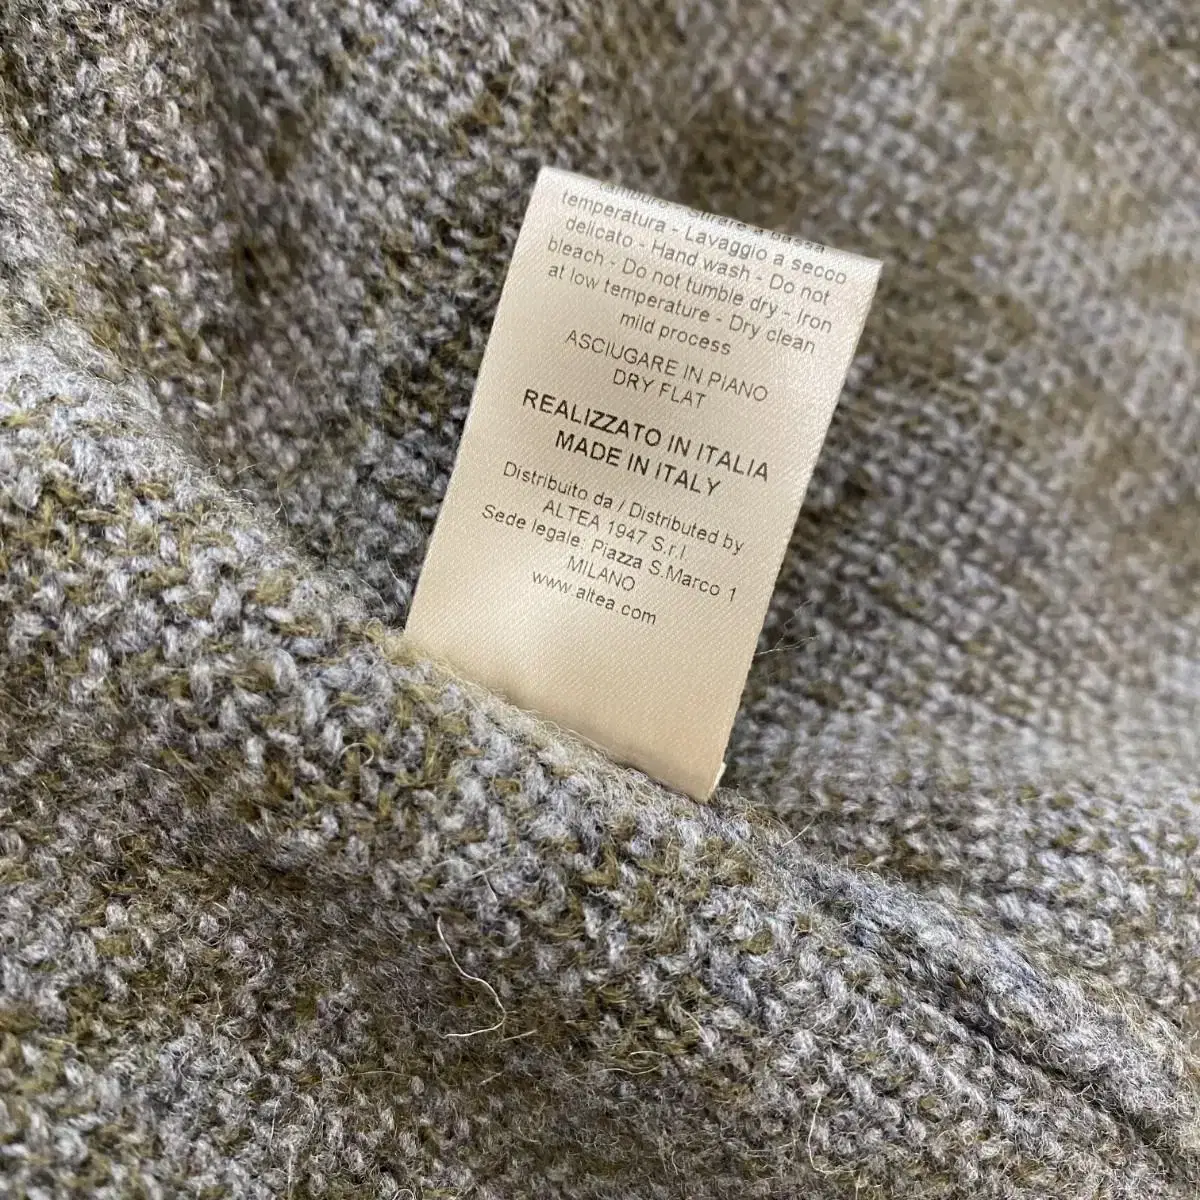 temperatura - Lavaggio a secco
delicato - Hand wash - Do not
bleach - Do not tumble dry - Iron
at low temperature - Dry clean
mild process
ASCIUGARE IN PIANO
DRY FLAT
REALIZZATO IN ITALIA
MADE IN ITALY
Distribuito da / Distributed by
ALTEA 1947 S.r.l.
Sede legale: Piazza S.Marco 1
MILANO
www.altea.com